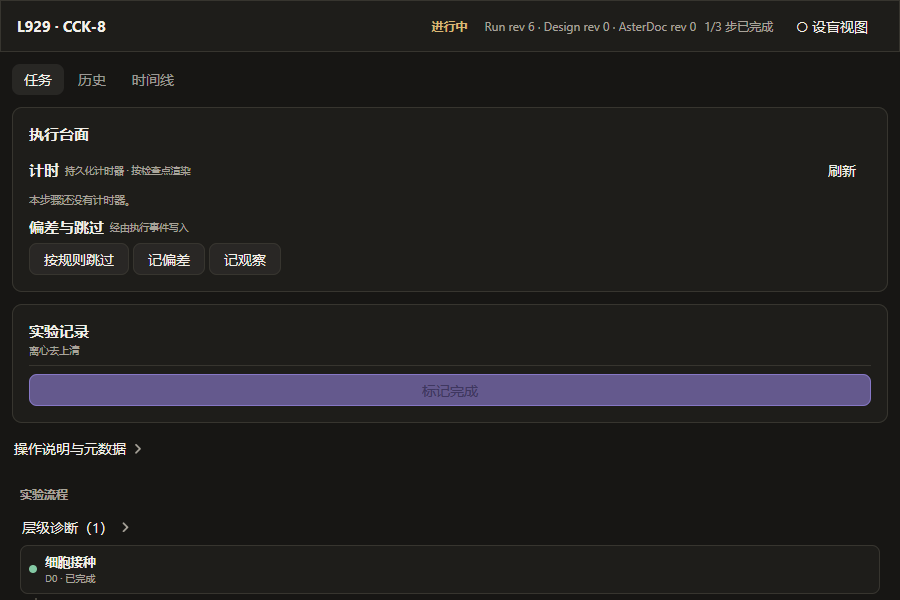 L929 · CCK-8
进行中 Run rev 6 · Design rev 0 · AsterDoc rev 0 1/3 步已完成 设盲视图
任务 历史 时间线
执行台面
计时 持久化计时器 · 按检查点渲染 刷新
本步骤还没有计时器。
偏差与跳过 经由执行事件写入
按规则跳过 记偏差 记观察
实验记录
离心去上清
标记完成
操作说明与元数据
实验流程
层级诊断（1）
细胞接种
D0 · 已完成